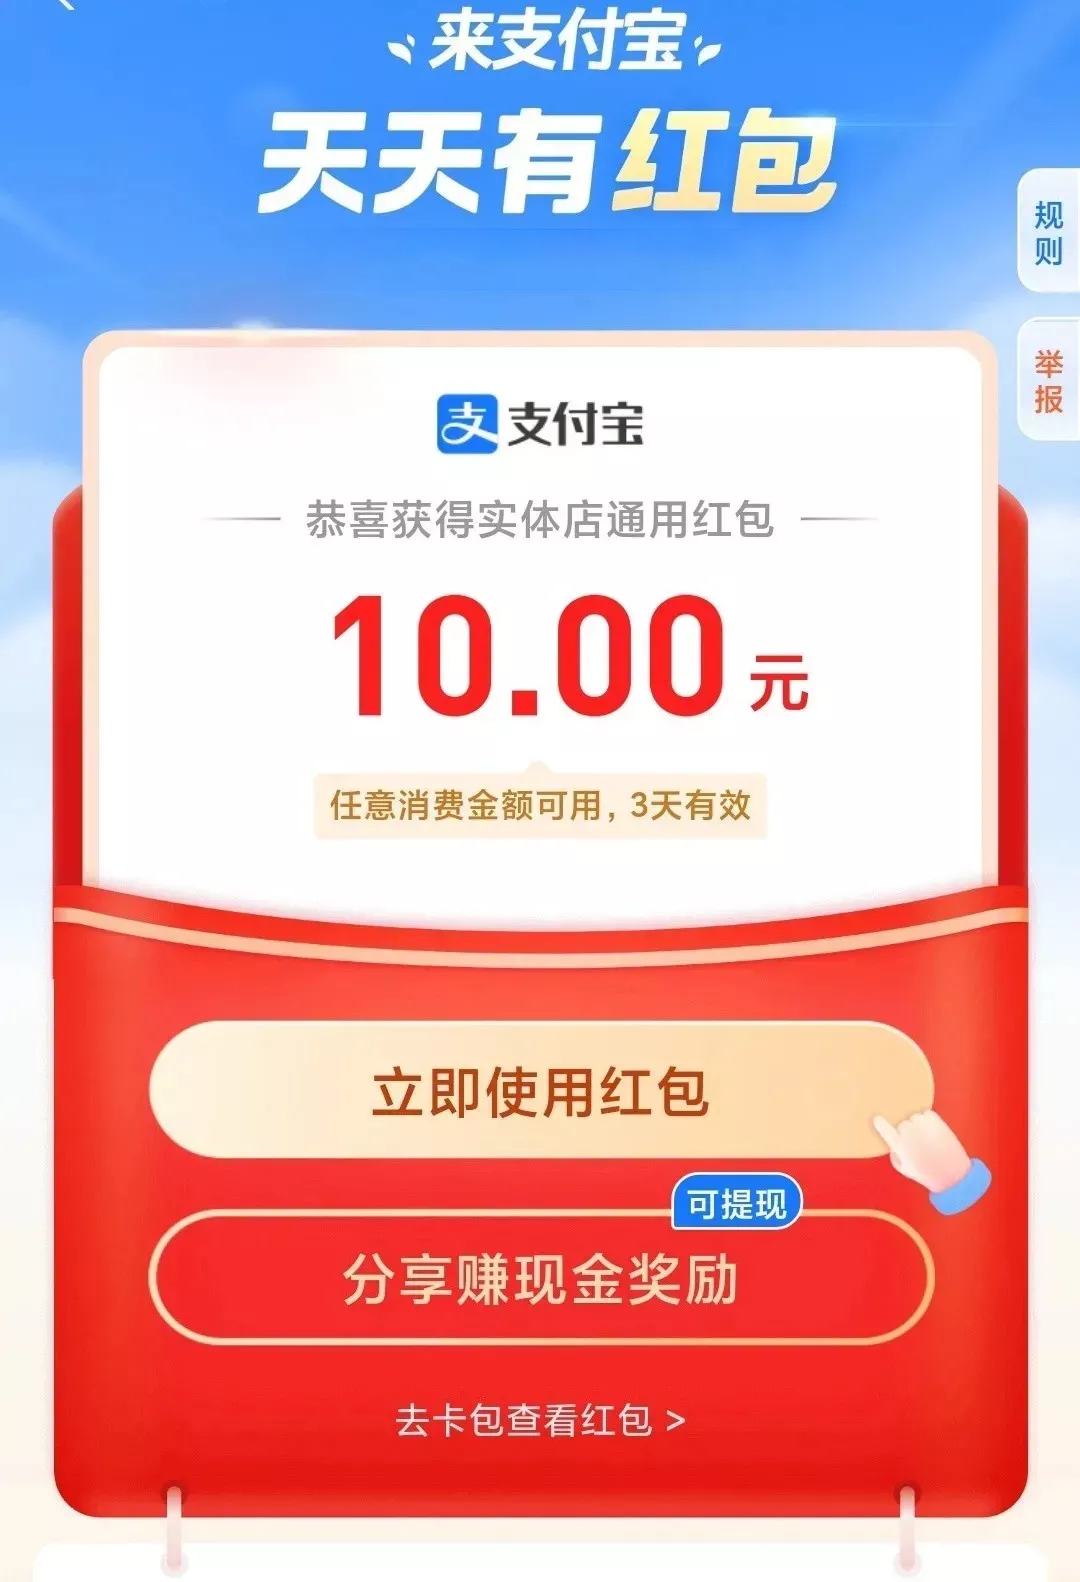 来支付宝
天天有红包
规则
举报
支 支付宝
恭喜获得实体店通用红包
10.00元
任意消费金额可用，3天有效
立即使用红包
可提现
分享赚现金奖励
去卡包查看红包 >